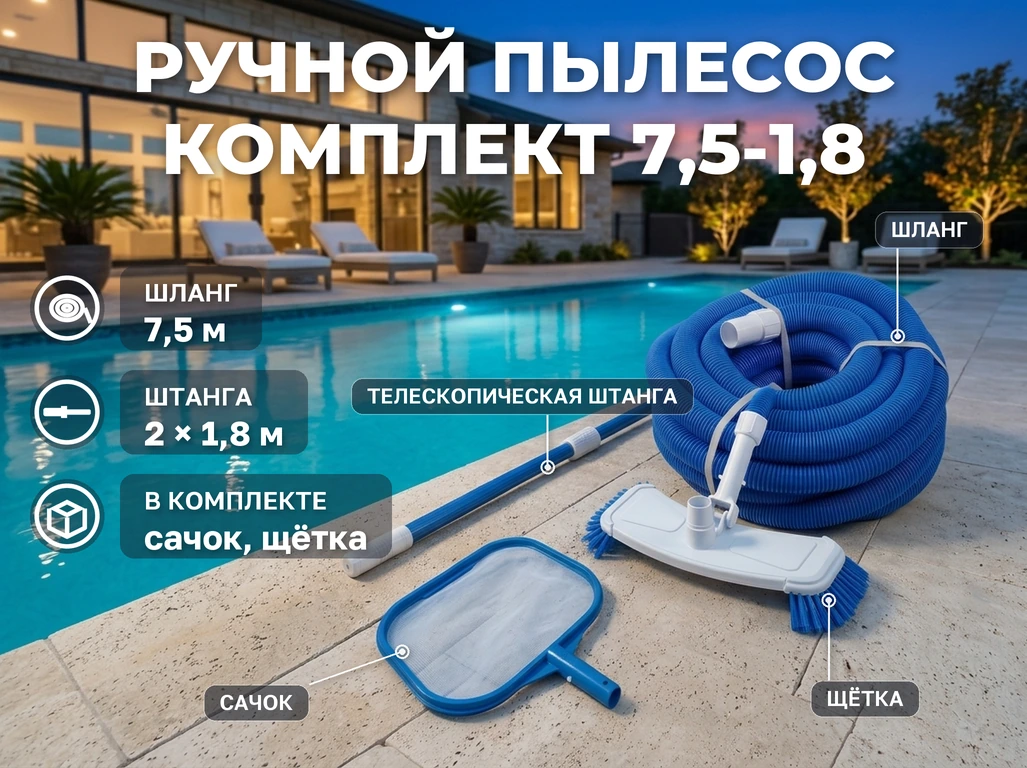 РУЧНОЙ ПЫЛЕСОС
КОМПЛЕКТ 7,5-1,8
ШЛАНГ
ШЛАНГ
7,5 м
ШТАНГА
2 × 1,8 м
ТЕЛЕСКОПИЧЕСКАЯ ШТАНГА
В КОМПЛЕКТЕ
сачок, щётка
САЧОК
ЩЁТКА